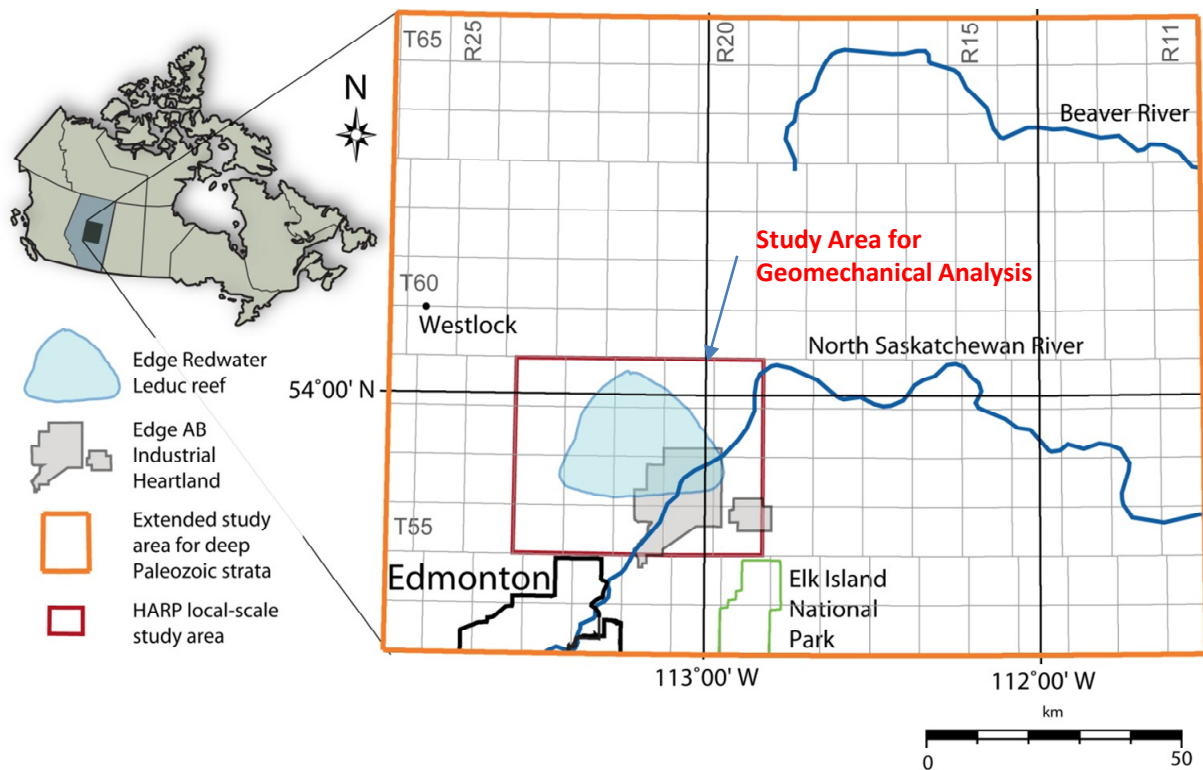 N
T65
R25
R20
R15
R11
Beaver River
Study Area for
Geomechanical Analysis
T60
Westlock
North Saskatchewan River
54°00' N
Edge Redwater
Leduc reef
Edge AB
Industrial
Heartland
T55
Extended study
area for deep
Paleozoic strata
Edmonton
Elk Island
National
Park
HARP local-scale
study area
113°00' W
112°00' W
km
0
50